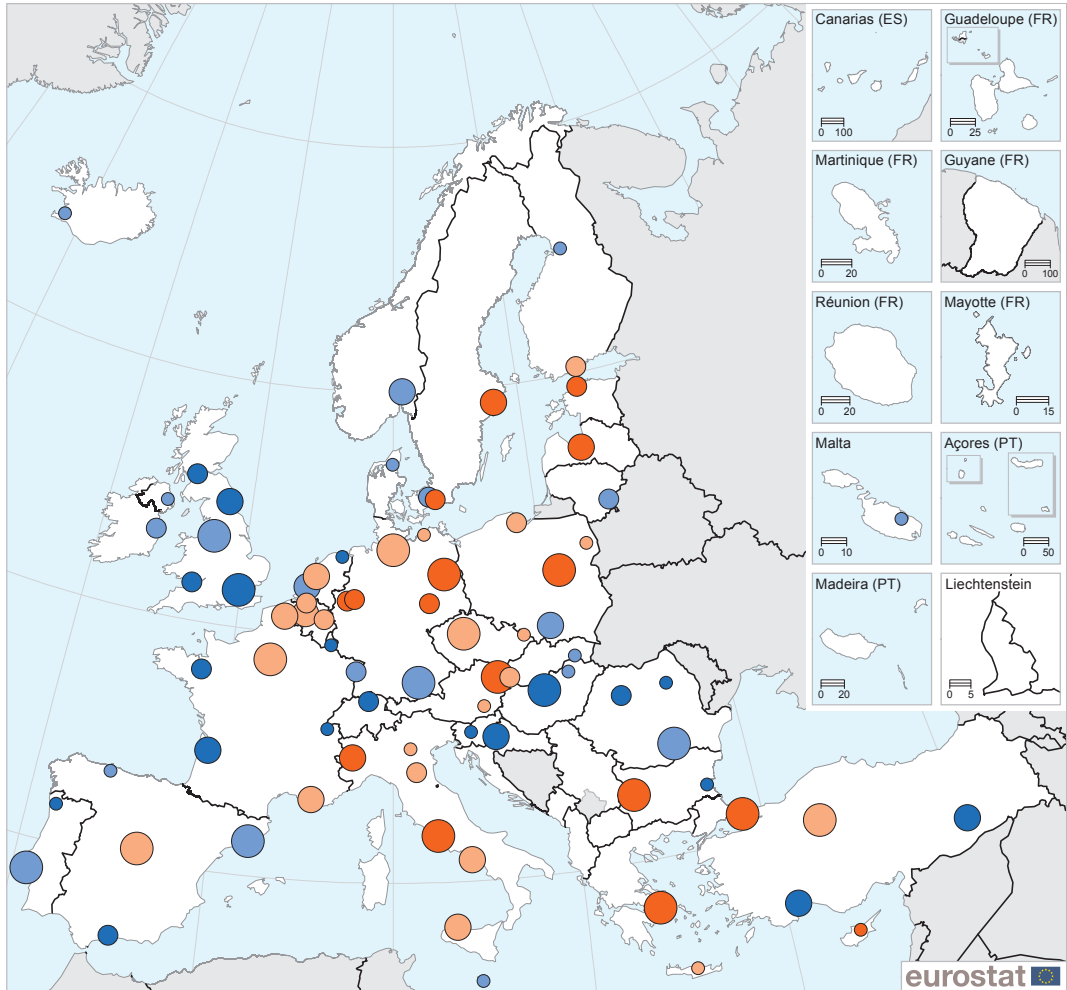 Canarias (ES)
0 100
Guadeloupe (FR)
0 25
Martinique (FR)
0 20
Guyane (FR)
0 100
Réunion (FR)
0 20
Mayotte (FR)
0 15
Malta
0 10
Açores (PT)
0 50
Madeira (PT)
0 20
Liechtenstein
0 5
eurostat